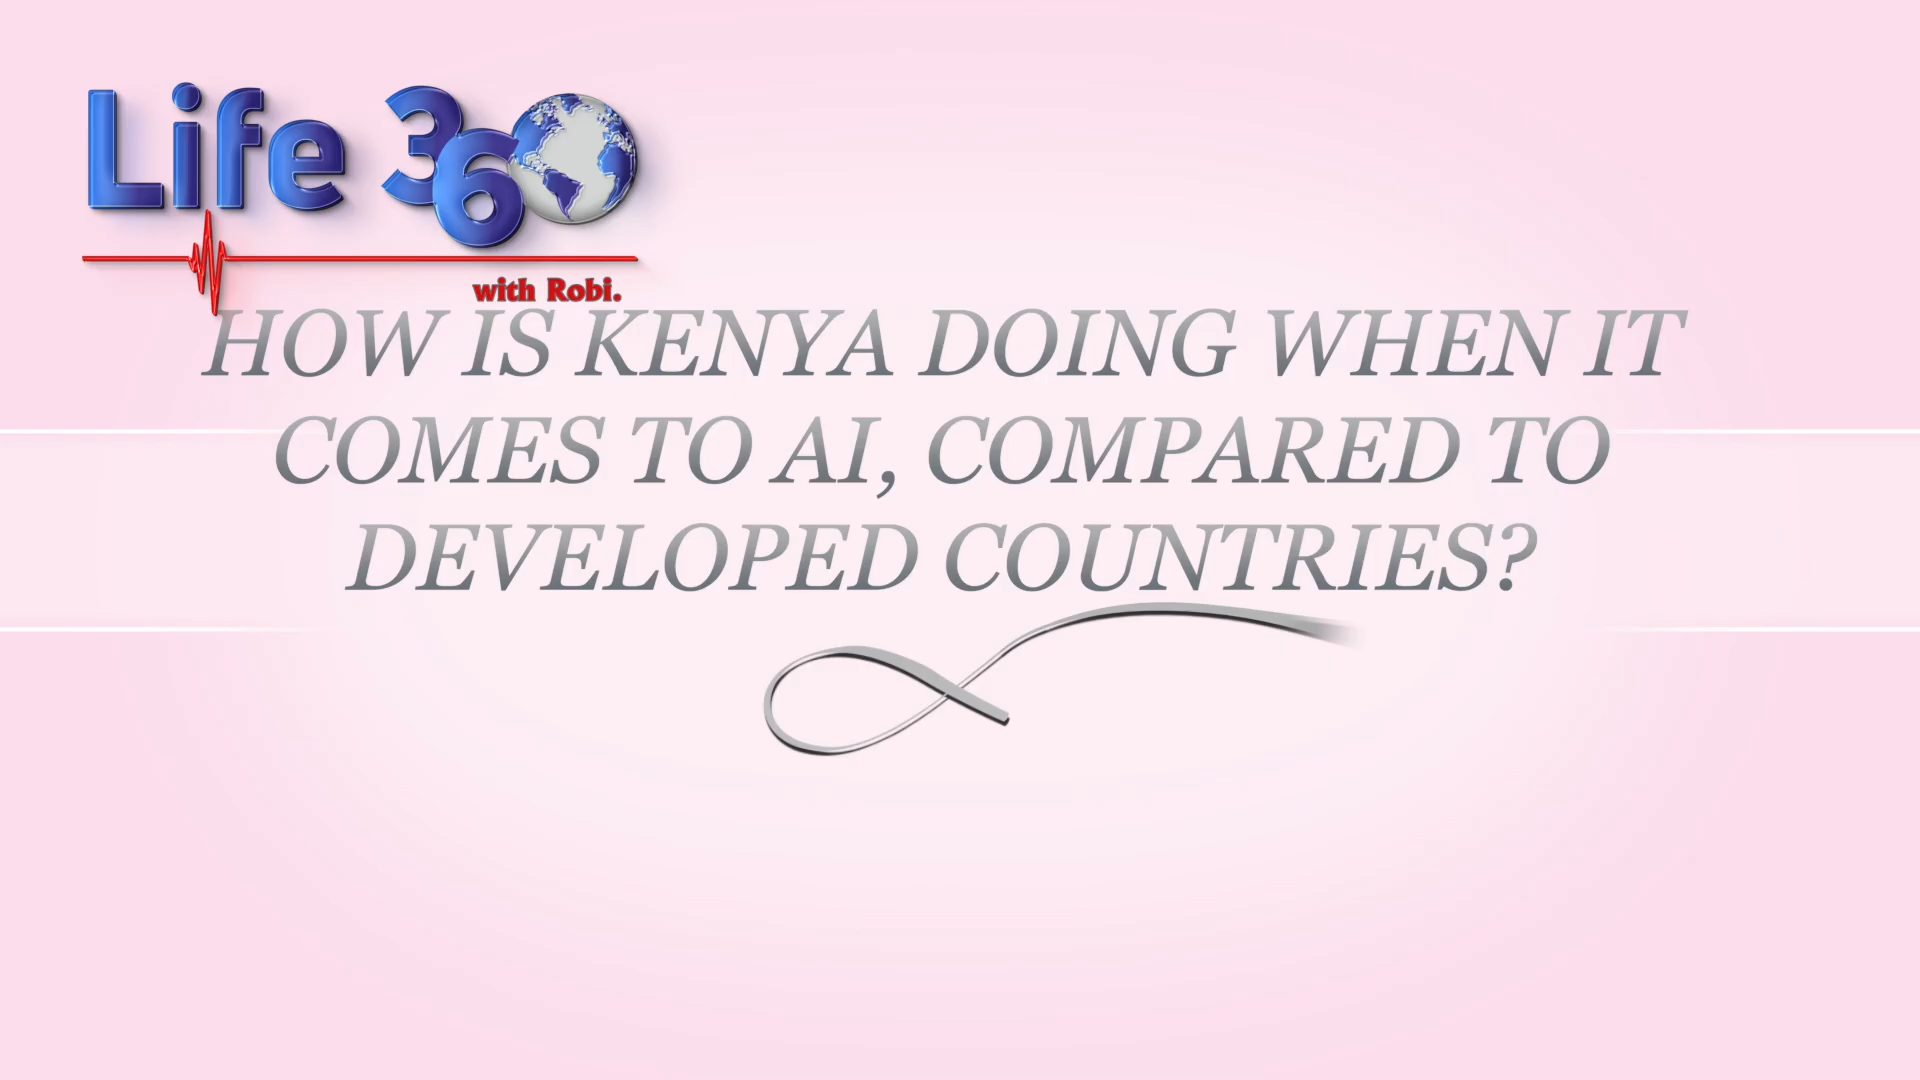 Life 360
with Robi.
HOW IS KENYA DOING WHEN IT
COMES TO AI, COMPARED TO
DEVELOPED COUNTRIES?